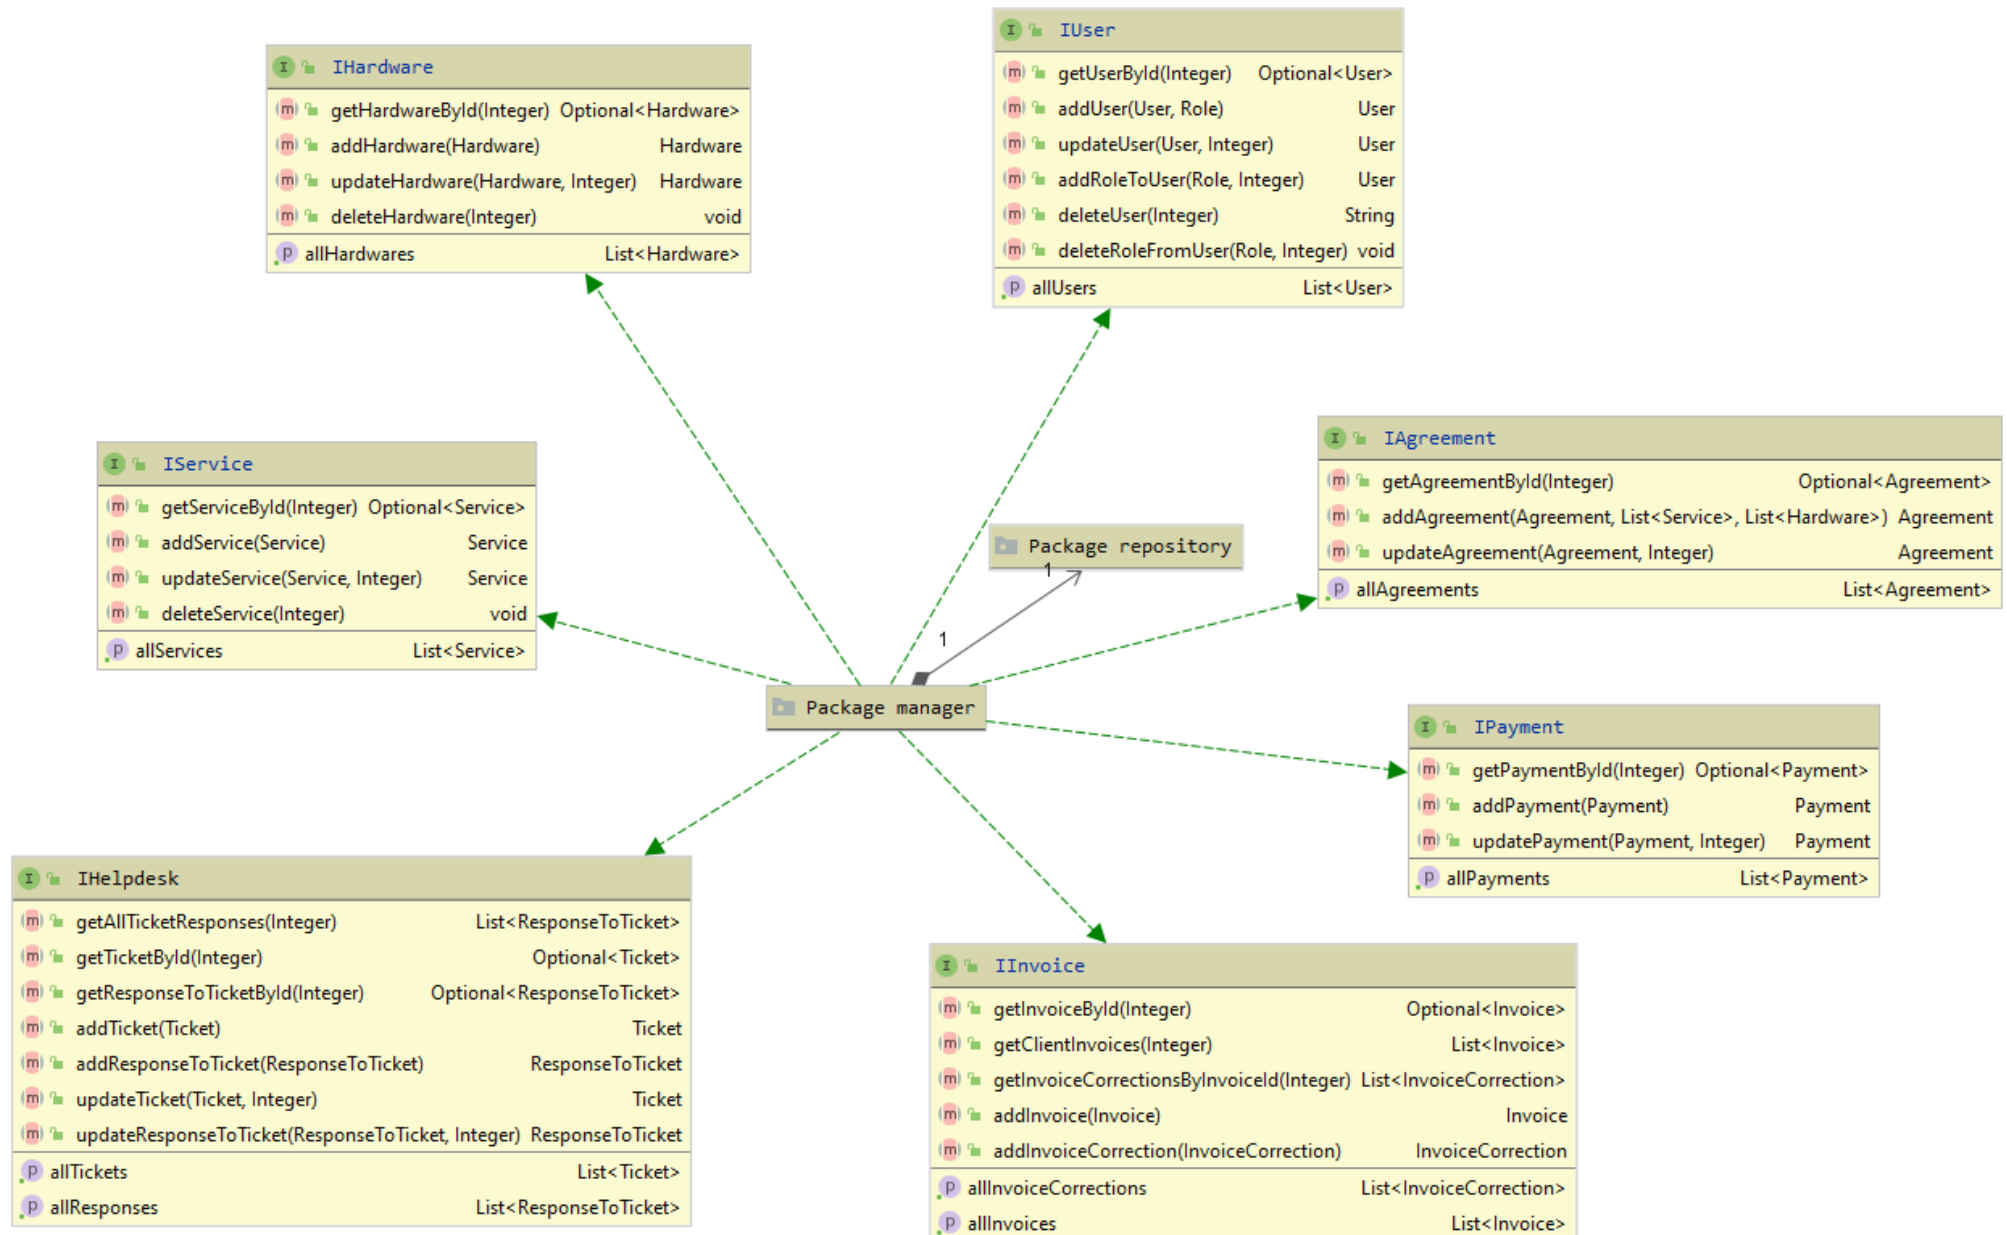 IUser
getUserById(Integer) Optional<User>
addUser(User, Role) User
updateUser(User, Integer) User
addRoleToUser(Role, Integer) User
deleteUser(Integer) String
deleteRoleFromUser(Role, Integer) void
allUsers List<User>
IHardware
getHardwareById(Integer) Optional<Hardware>
addHardware(Hardware) Hardware
updateHardware(Hardware, Integer) Hardware
deleteHardware(Integer) void
allHardwares List<Hardware>
IAgreement
getAgreementById(Integer) Optional<Agreement>
addAgreement(Agreement, List<Service>, List<Hardware>) Agreement
updateAgreement(Agreement, Integer) Agreement
allAgreements List<Agreement>
IService
getServiceById(Integer) Optional<Service>
addService(Service) Service
updateService(Service, Integer) Service
deleteService(Integer) void
allServices List<Service>
Package repository
1
1
Package manager
IPayment
getPaymentById(Integer) Optional<Payment>
addPayment(Payment) Payment
updatePayment(Payment, Integer) Payment
allPayments List<Payment>
IHelpdesk
getAllTicketResponses(Integer) List<ResponseToTicket>
getTicketById(Integer) Optional<Ticket>
getResponseToTicketById(Integer) Optional<ResponseToTicket>
addTicket(Ticket) Ticket
addResponseToTicket(ResponseToTicket) ResponseToTicket
updateTicket(Ticket, Integer) Ticket
updateResponseToTicket(ResponseToTicket, Integer) ResponseToTicket
allTickets List<Ticket>
allResponses List<ResponseToTicket>
IInvoice
getInvoiceById(Integer) Optional<Invoice>
getClientInvoices(Integer) List<Invoice>
getInvoiceCorrectionsByInvoiceId(Integer) List<InvoiceCorrection>
addInvoice(Invoice) Invoice
addInvoiceCorrection(InvoiceCorrection) InvoiceCorrection
allInvoiceCorrections List<InvoiceCorrection>
allInvoices List<Invoice>